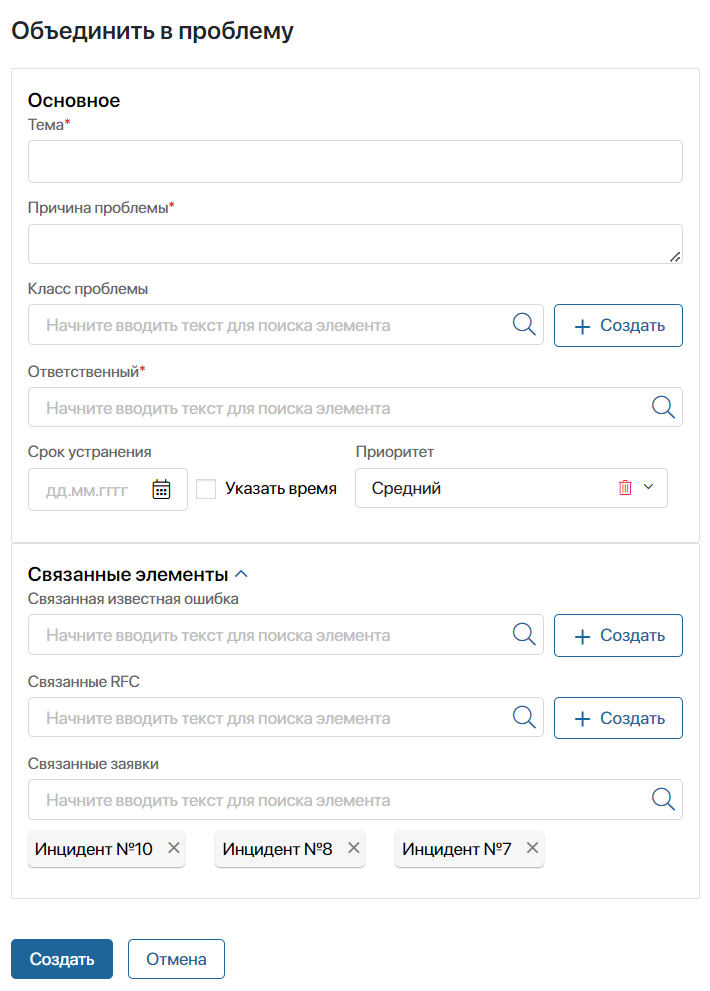 Объединить в проблему
Основное
Тема*
Причина проблемы*
Класс проблемы
Начните вводить текст для поиска элемента
+ Создать
Ответственный*
Начните вводить текст для поиска элемента
Срок устранения Приоритет
дд.мм.гггг Указать время Средний
Связанные элементы
Связанная известная ошибка
Начните вводить текст для поиска элемента
+ Создать
Связанные RFC
Начните вводить текст для поиска элемента
+ Создать
Связанные заявки
Начните вводить текст для поиска элемента
Инцидент №10 Инцидент №8 Инцидент №7
Создать Отмена